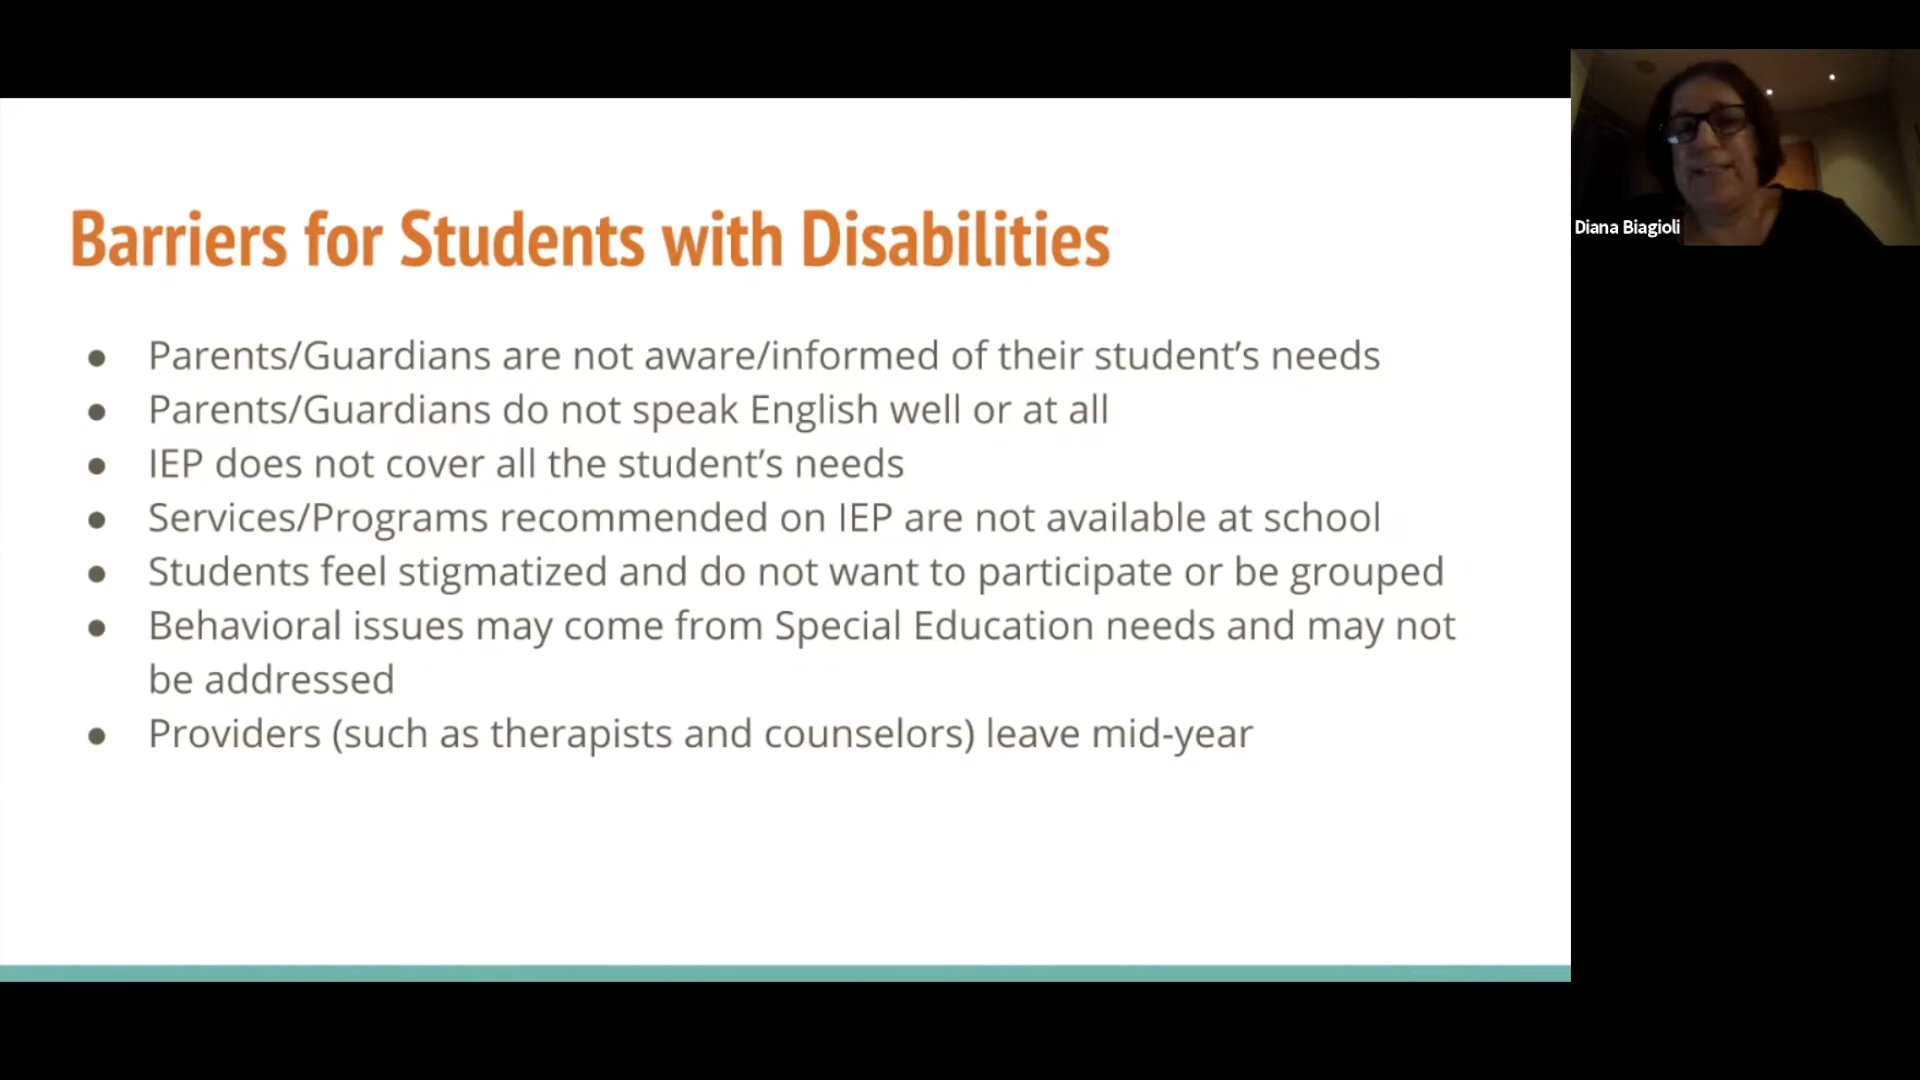 Barriers for Students with Disabilities
● Parents/Guardians are not aware/informed of their student’s needs
● Parents/Guardians do not speak English well or at all
● IEP does not cover all the student’s needs
● Services/Programs recommended on IEP are not available at school
● Students feel stigmatized and do not want to participate or be grouped
● Behavioral issues may come from Special Education needs and may not
be addressed
● Providers (such as therapists and counselors) leave mid-year
Diana Biagioli